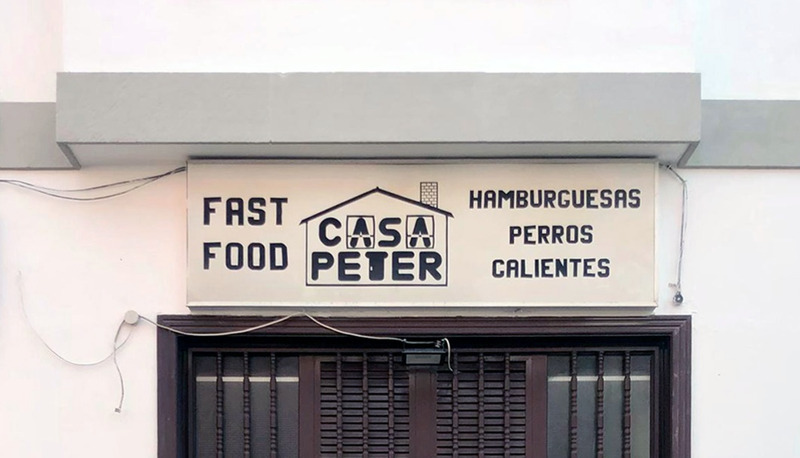 FAST
FOOD
CASA
PETER
HAMBURGUESAS
PERROS
CALIENTES